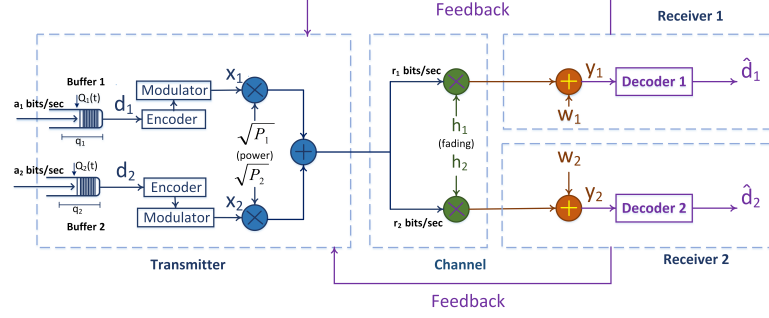 Feedback
Receiver 1
Buffer 1
a₁ bits/sec
Q₁(t)
q₁
d₁
Modulator
Encoder
x₁
√P₁
(power)
√P₂
r₁ bits/sec
h₁
(fading)
h₂
y₁
w₁
Decoder 1
d̂₁
a₂ bits/sec
Q₂(t)
q₂
Buffer 2
d₂
Encoder
Modulator
x₂
r₂ bits/sec
w₂
y₂
Decoder 2
d̂₂
Transmitter
Channel
Receiver 2
Feedback